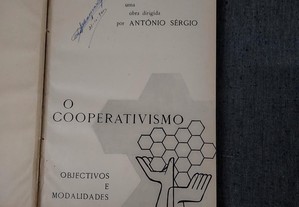 uma
obra dirigida
por ANTÓNIO SÉRGIO
O
COOPERATIVISMO
OBJECTIVOS
E
MODALIDADES